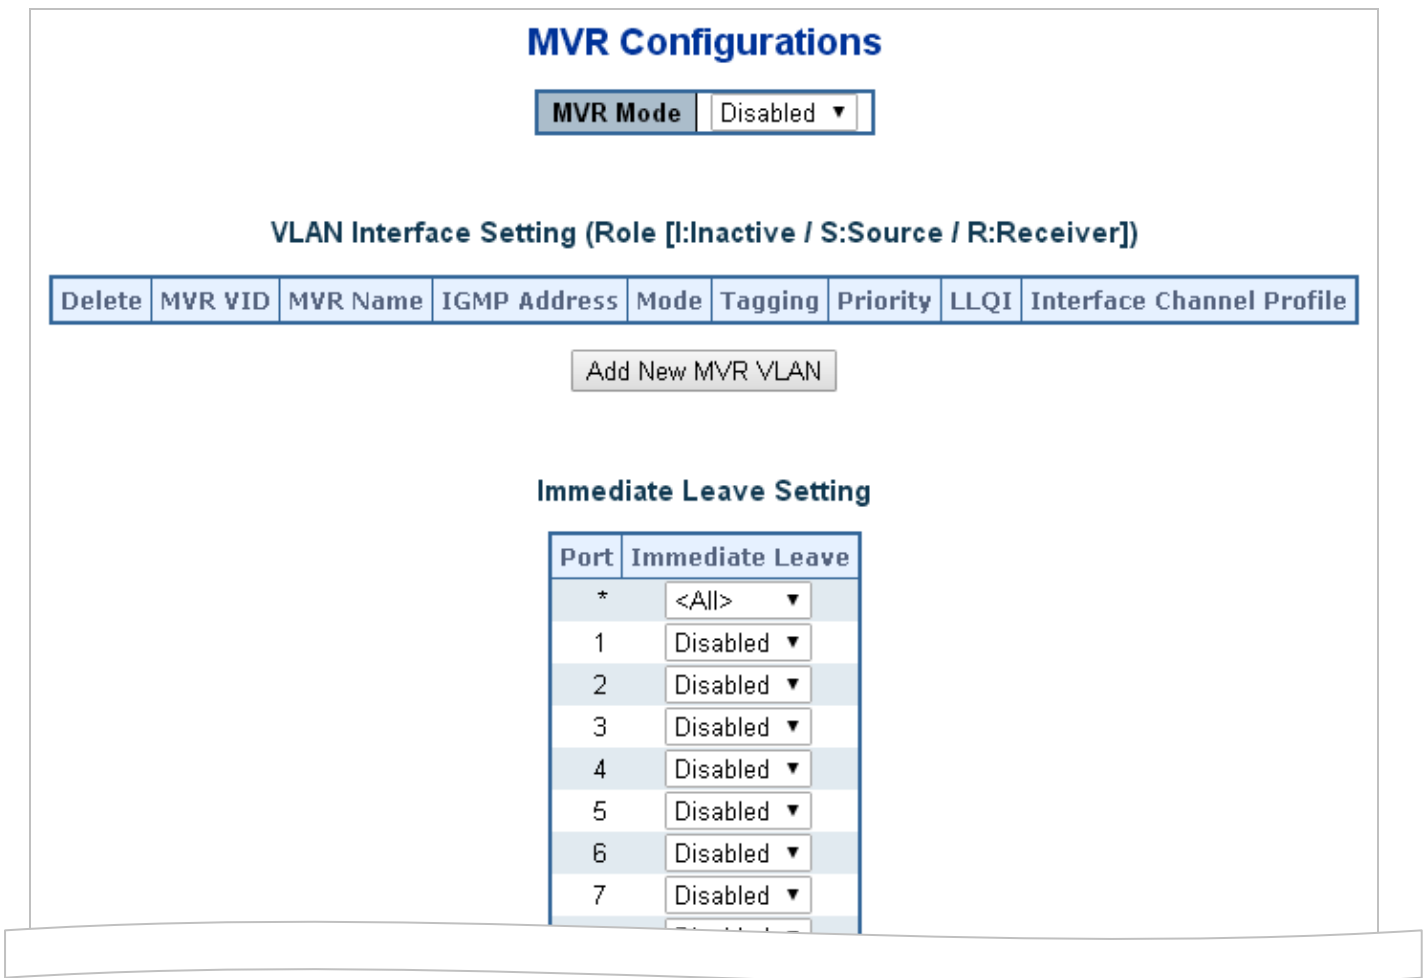 MVR Configurations
MVR Mode Disabled
VLAN Interface Setting (Role [I:Inactive / S:Source / R:Receiver])
Delete MVR VID MVR Name IGMP Address Mode Tagging Priority LLQI Interface Channel Profile
Add New MVR VLAN
Immediate Leave Setting
Port Immediate Leave
* <All>
1 Disabled
2 Disabled
3 Disabled
4 Disabled
5 Disabled
6 Disabled
7 Disabled